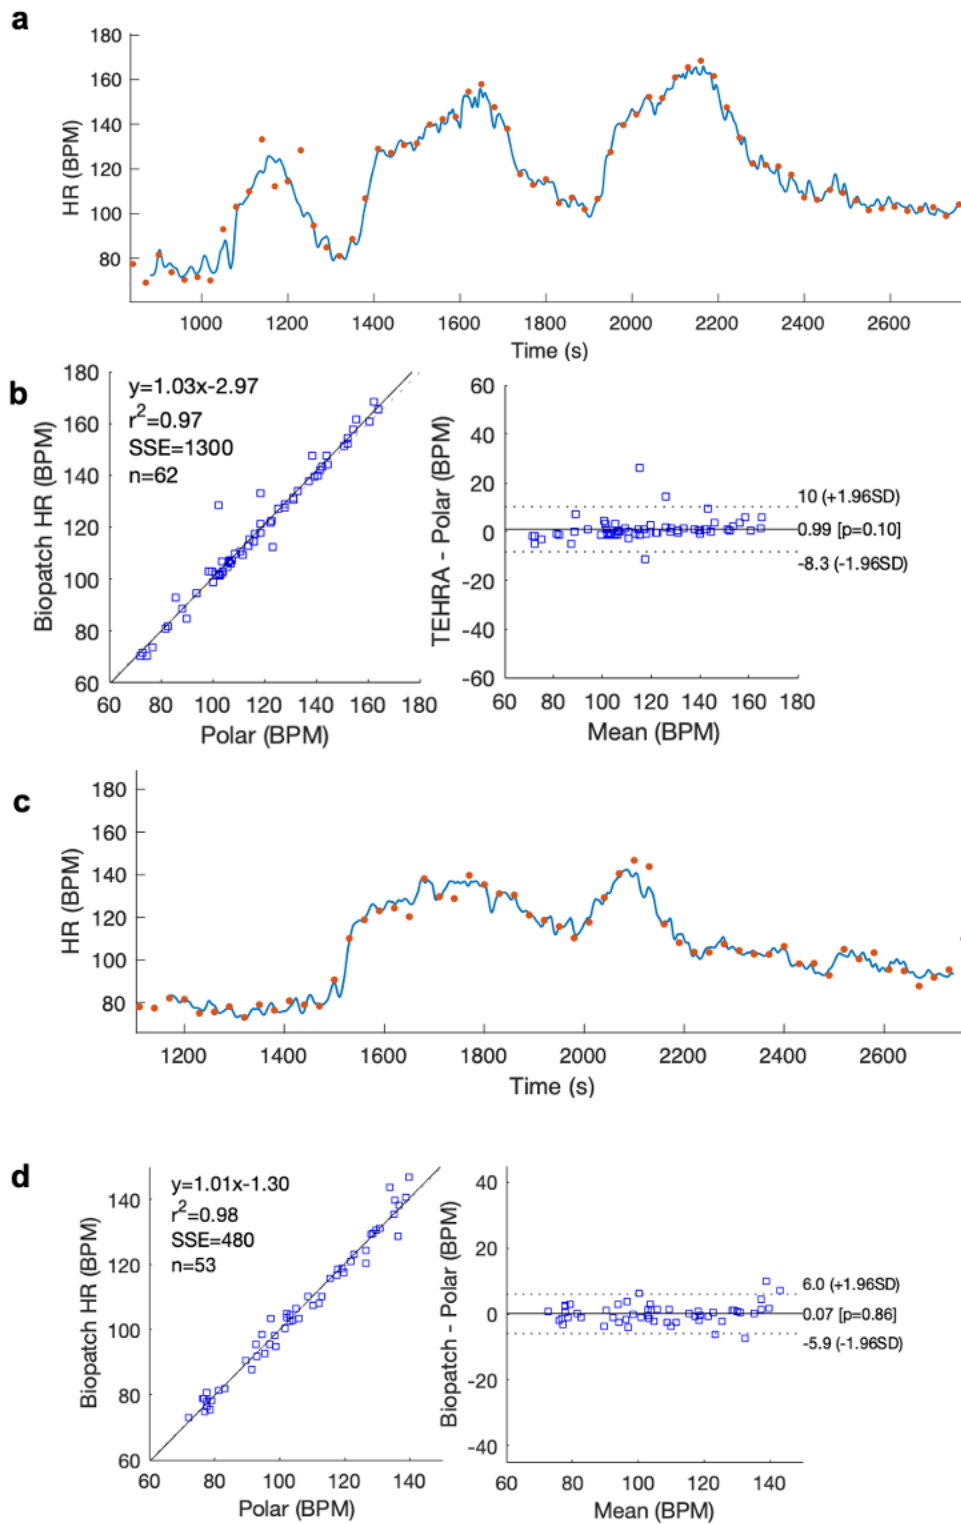 a
180
160
140
120
100
80
HR (BPM)
1000 1200 1400 1600 1800 2000 2200 2400 2600
Time (s)
b
180
160
140
120
100
80
60
Biopatch HR (BPM)
y=1.03x-2.97
r²=0.97
SSE=1300
n=62
60 80 100 120 140 160 180
Polar (BPM)
60
40
20
0
-20
-40
-60
TEHRA - Polar (BPM)
10 (+1.96SD)
0.99 [p=0.10]
-8.3 (-1.96SD)
60 80 100 120 140 160 180
Mean (BPM)
c
180
160
140
120
100
80
HR (BPM)
1200 1400 1600 1800 2000 2200 2400 2600
Time (s)
d
140
120
100
80
60
Biopatch HR (BPM)
y=1.01x-1.30
r²=0.98
SSE=480
n=53
60 80 100 120 140
Polar (BPM)
40
20
0
-20
-40
Biopatch - Polar (BPM)
6.0 (+1.96SD)
0.07 [p=0.86]
-5.9 (-1.96SD)
60 80 100 120 140
Mean (BPM)